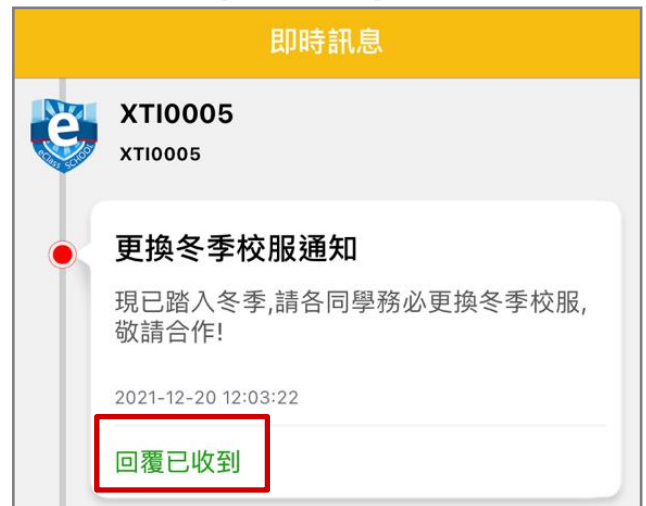 即時訊息
e
eClass SCHOOL
XTI0005
XTI0005
更換冬季校服通知
現已踏入冬季,請各同學務必更換冬季校服,
敬請合作!
2021-12-20 12:03:22
回覆已收到